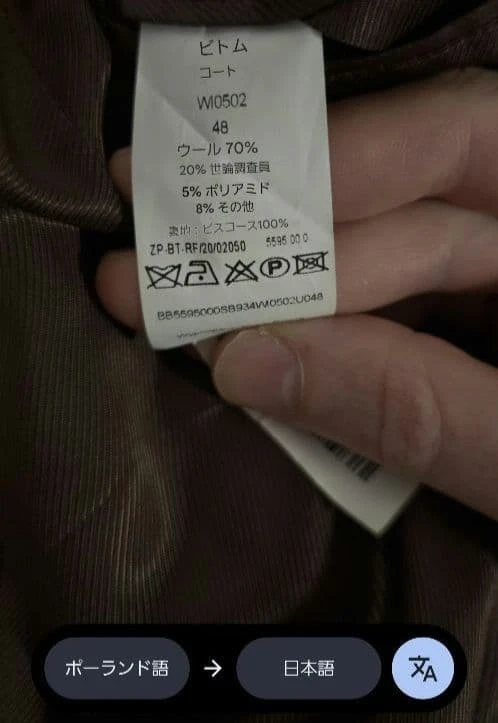 ビトム
コート
WI0502
48
ウール 70%
20% 世論調査員
5% ポリアミド
8% その他
裏地：ビスコース100%
ZP-BT-RF/20/02050 5595 00 0
P
BB5595000SB934WI0502U048
ポーランド語 → 日本語